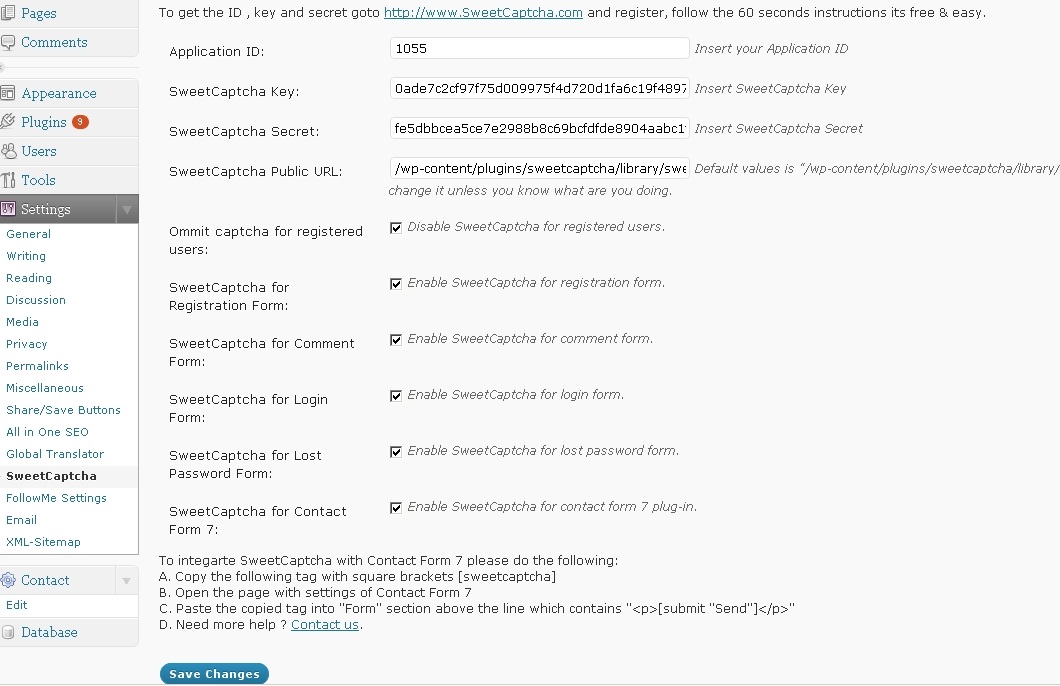 Pages
Comments
Appearance
Plugins 9
Users
Tools
Settings
General
Writing
Reading
Discussion
Media
Privacy
Permalinks
Miscellaneous
Share/Save Buttons
All in One SEO
Global Translator
SweetCaptcha
FollowMe Settings
Email
XML-Sitemap
Contact
Edit
Database
To get the ID , key and secret goto http://www.SweetCaptcha.com and register, follow the 60 seconds instructions its free & easy.
Application ID: 1055 Insert your Application ID
SweetCaptcha Key: 0ade7c2cf97f75d009975f4d720d1fa6c19f4897 Insert SweetCaptcha Key
SweetCaptcha Secret: fe5dbbcea5ce7e2988b8c69bcfdfde8904aabc1 Insert SweetCaptcha Secret
SweetCaptcha Public URL: /wp-content/plugins/sweetcaptcha/library/swe Default values is “/wp-content/plugins/sweetcaptcha/library/
change it unless you know what are you doing.
Ommit captcha for registered
users:
Disable SweetCaptcha for registered users.
SweetCaptcha for
Registration Form:
Enable SweetCaptcha for registration form.
SweetCaptcha for Comment
Form:
Enable SweetCaptcha for comment form.
SweetCaptcha for Login
Form:
Enable SweetCaptcha for login form.
SweetCaptcha for Lost
Password Form:
Enable SweetCaptcha for lost password form.
SweetCaptcha for Contact
Form 7:
Enable SweetCaptcha for contact form 7 plug-in.
To integarte SweetCaptcha with Contact Form 7 please do the following:
A. Copy the following tag with square brackets [sweetcaptcha]
B. Open the page with settings of Contact Form 7
C. Paste the copied tag into "Form" section above the line which contains "<p>[submit "Send"]</p>"
D. Need more help ? Contact us.
Save Changes